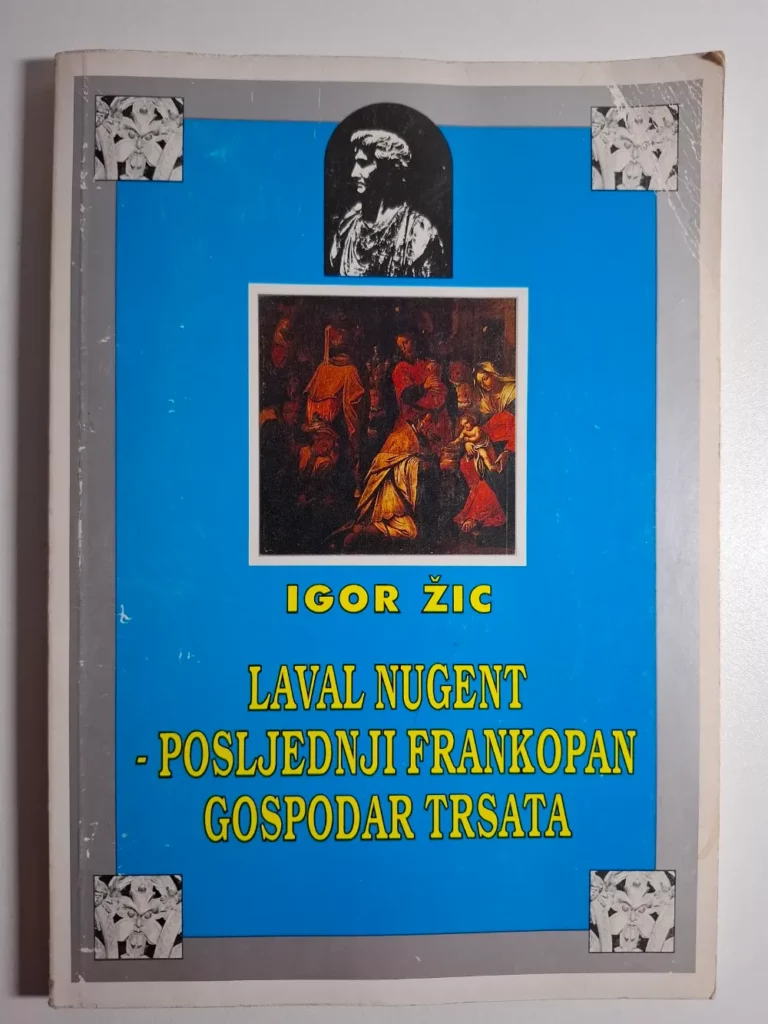 IGOR ŽIC
LAVAL NUGENT
- POSLJEDNJI FRANKOPAN
GOSPODAR TRSATA